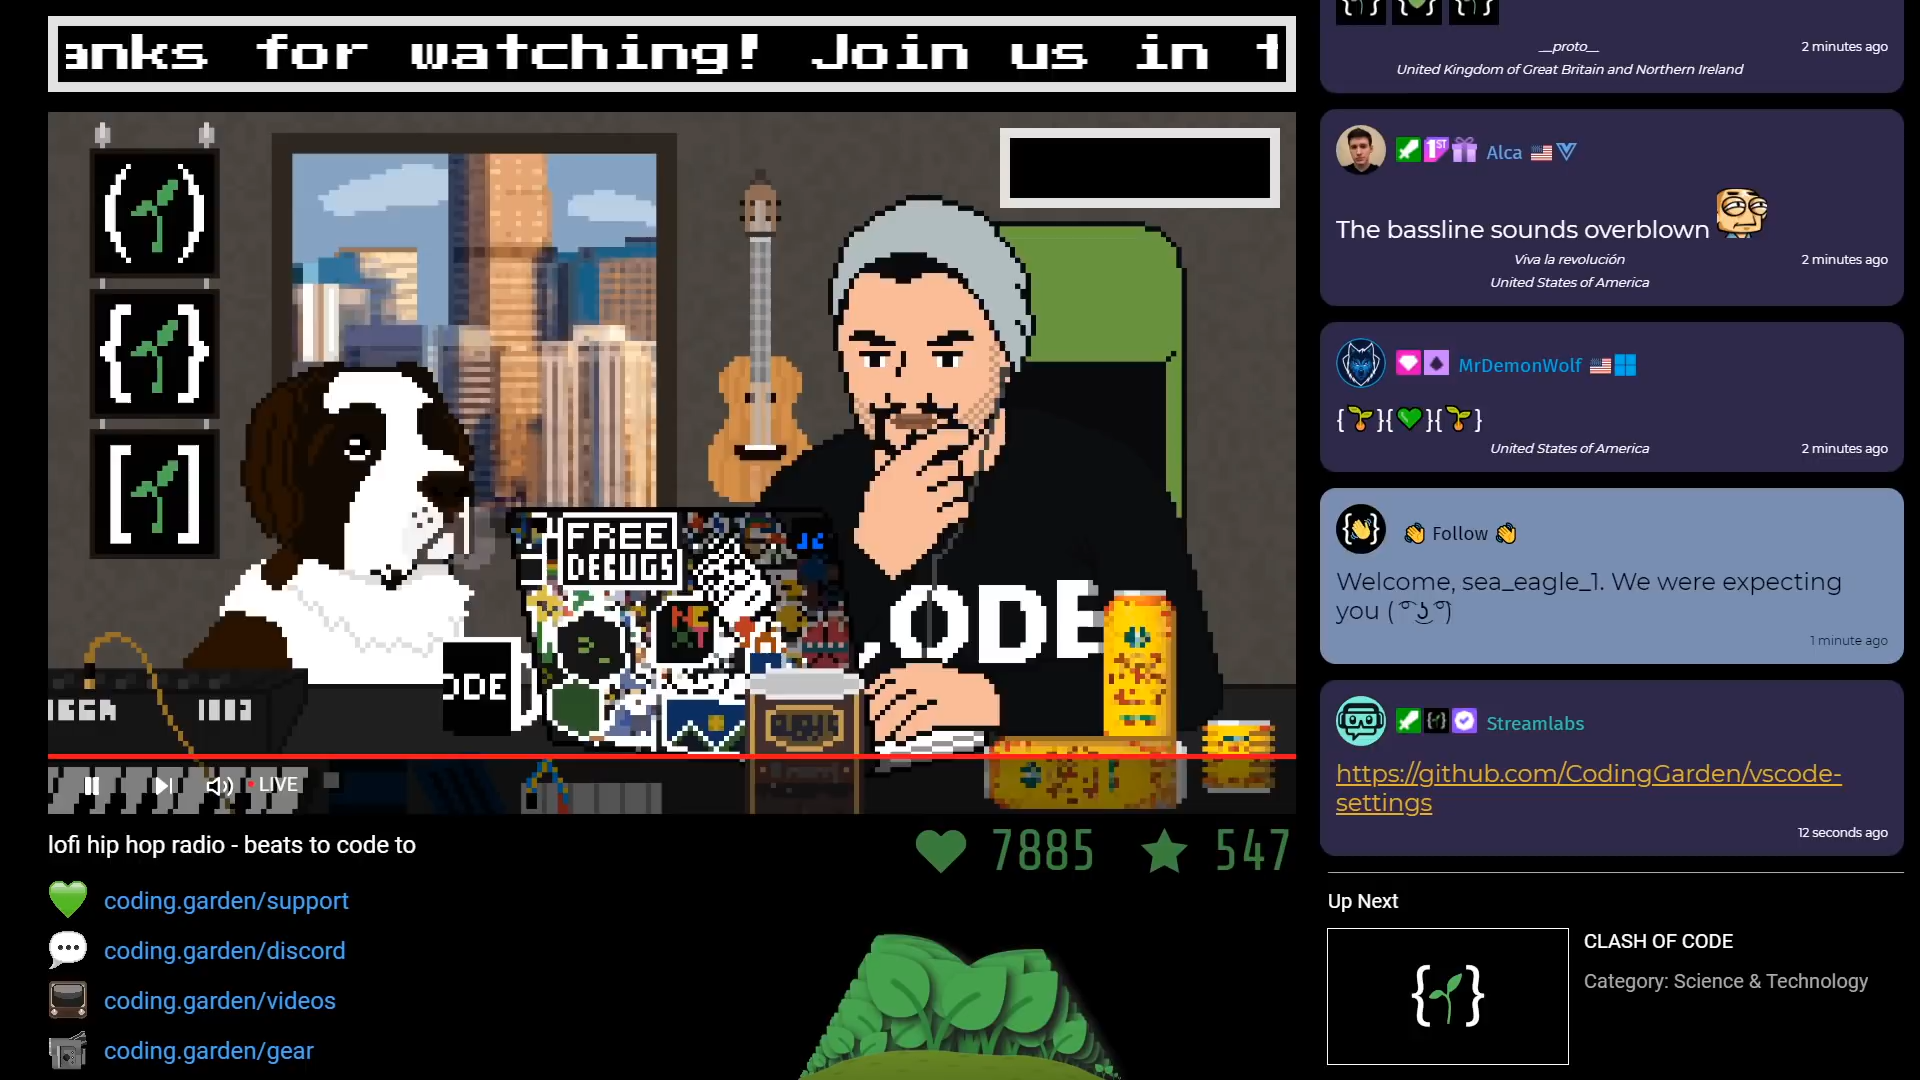 anks for watching! Join us in t
FREE
DEBUGS
.ODE
ODE
LIVE
lofi hip hop radio - beats to code to
7885
547
coding.garden/support
coding.garden/discord
coding.garden/videos
coding.garden/gear
__proto__
2 minutes ago
United Kingdom of Great Britain and Northern Ireland
1ST
Alca
The bassline sounds overblown
Viva la revolución
2 minutes ago
United States of America
MrDemonWolf
{🌱}{💚}{🌱}
United States of America
2 minutes ago
👋 Follow 👋
Welcome, sea_eagle_1. We were expecting
you ( ͡° ͜ʖ ͡°)
1 minute ago
Streamlabs
https://github.com/CodingGarden/vscode-
settings
12 seconds ago
Up Next
CLASH OF CODE
Category: Science & Technology